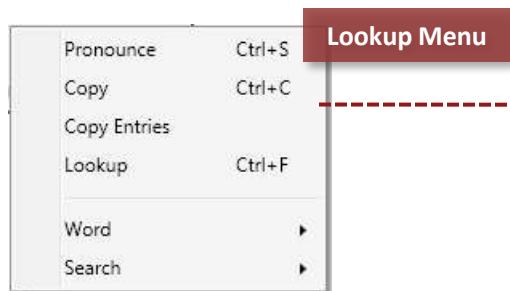 Lookup Menu
Pronounce Ctrl+S
Copy Ctrl+C
Copy Entries
Lookup Ctrl+F
Word
Search